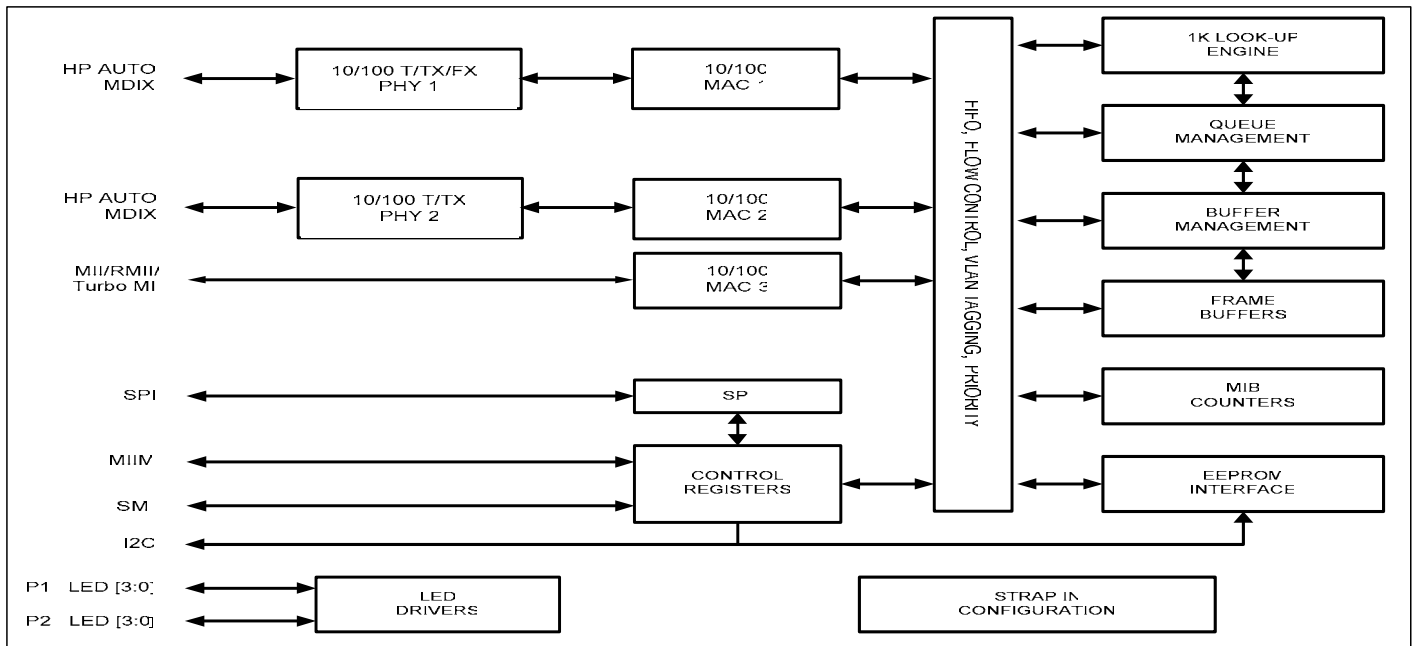 HP AUTO
MDIX
10/100 T/TX/FX
PHY 1
10/100
MAC 1
1K LOOK-UP
ENGINE
QUEUE
MANAGEMENT
HP AUTO
MDIX
10/100 T/TX
PHY 2
10/100
MAC 2
BUFFER
MANAGEMENT
MII/RMII/
Turbo MI
10/100
MAC 3
FIFO, FLOW CONTROL, VLAN TAGGING, PRIORITY
FRAME
BUFFERS
SPI
SP
MIB
COUNTERS
MIIM
SM
CONTROL
REGISTERS
EEPROM
INTERFACE
I2C
P1 LED [3:0]
P2 LED [3:0]
LED
DRIVERS
STRAP IN
CONFIGURATION